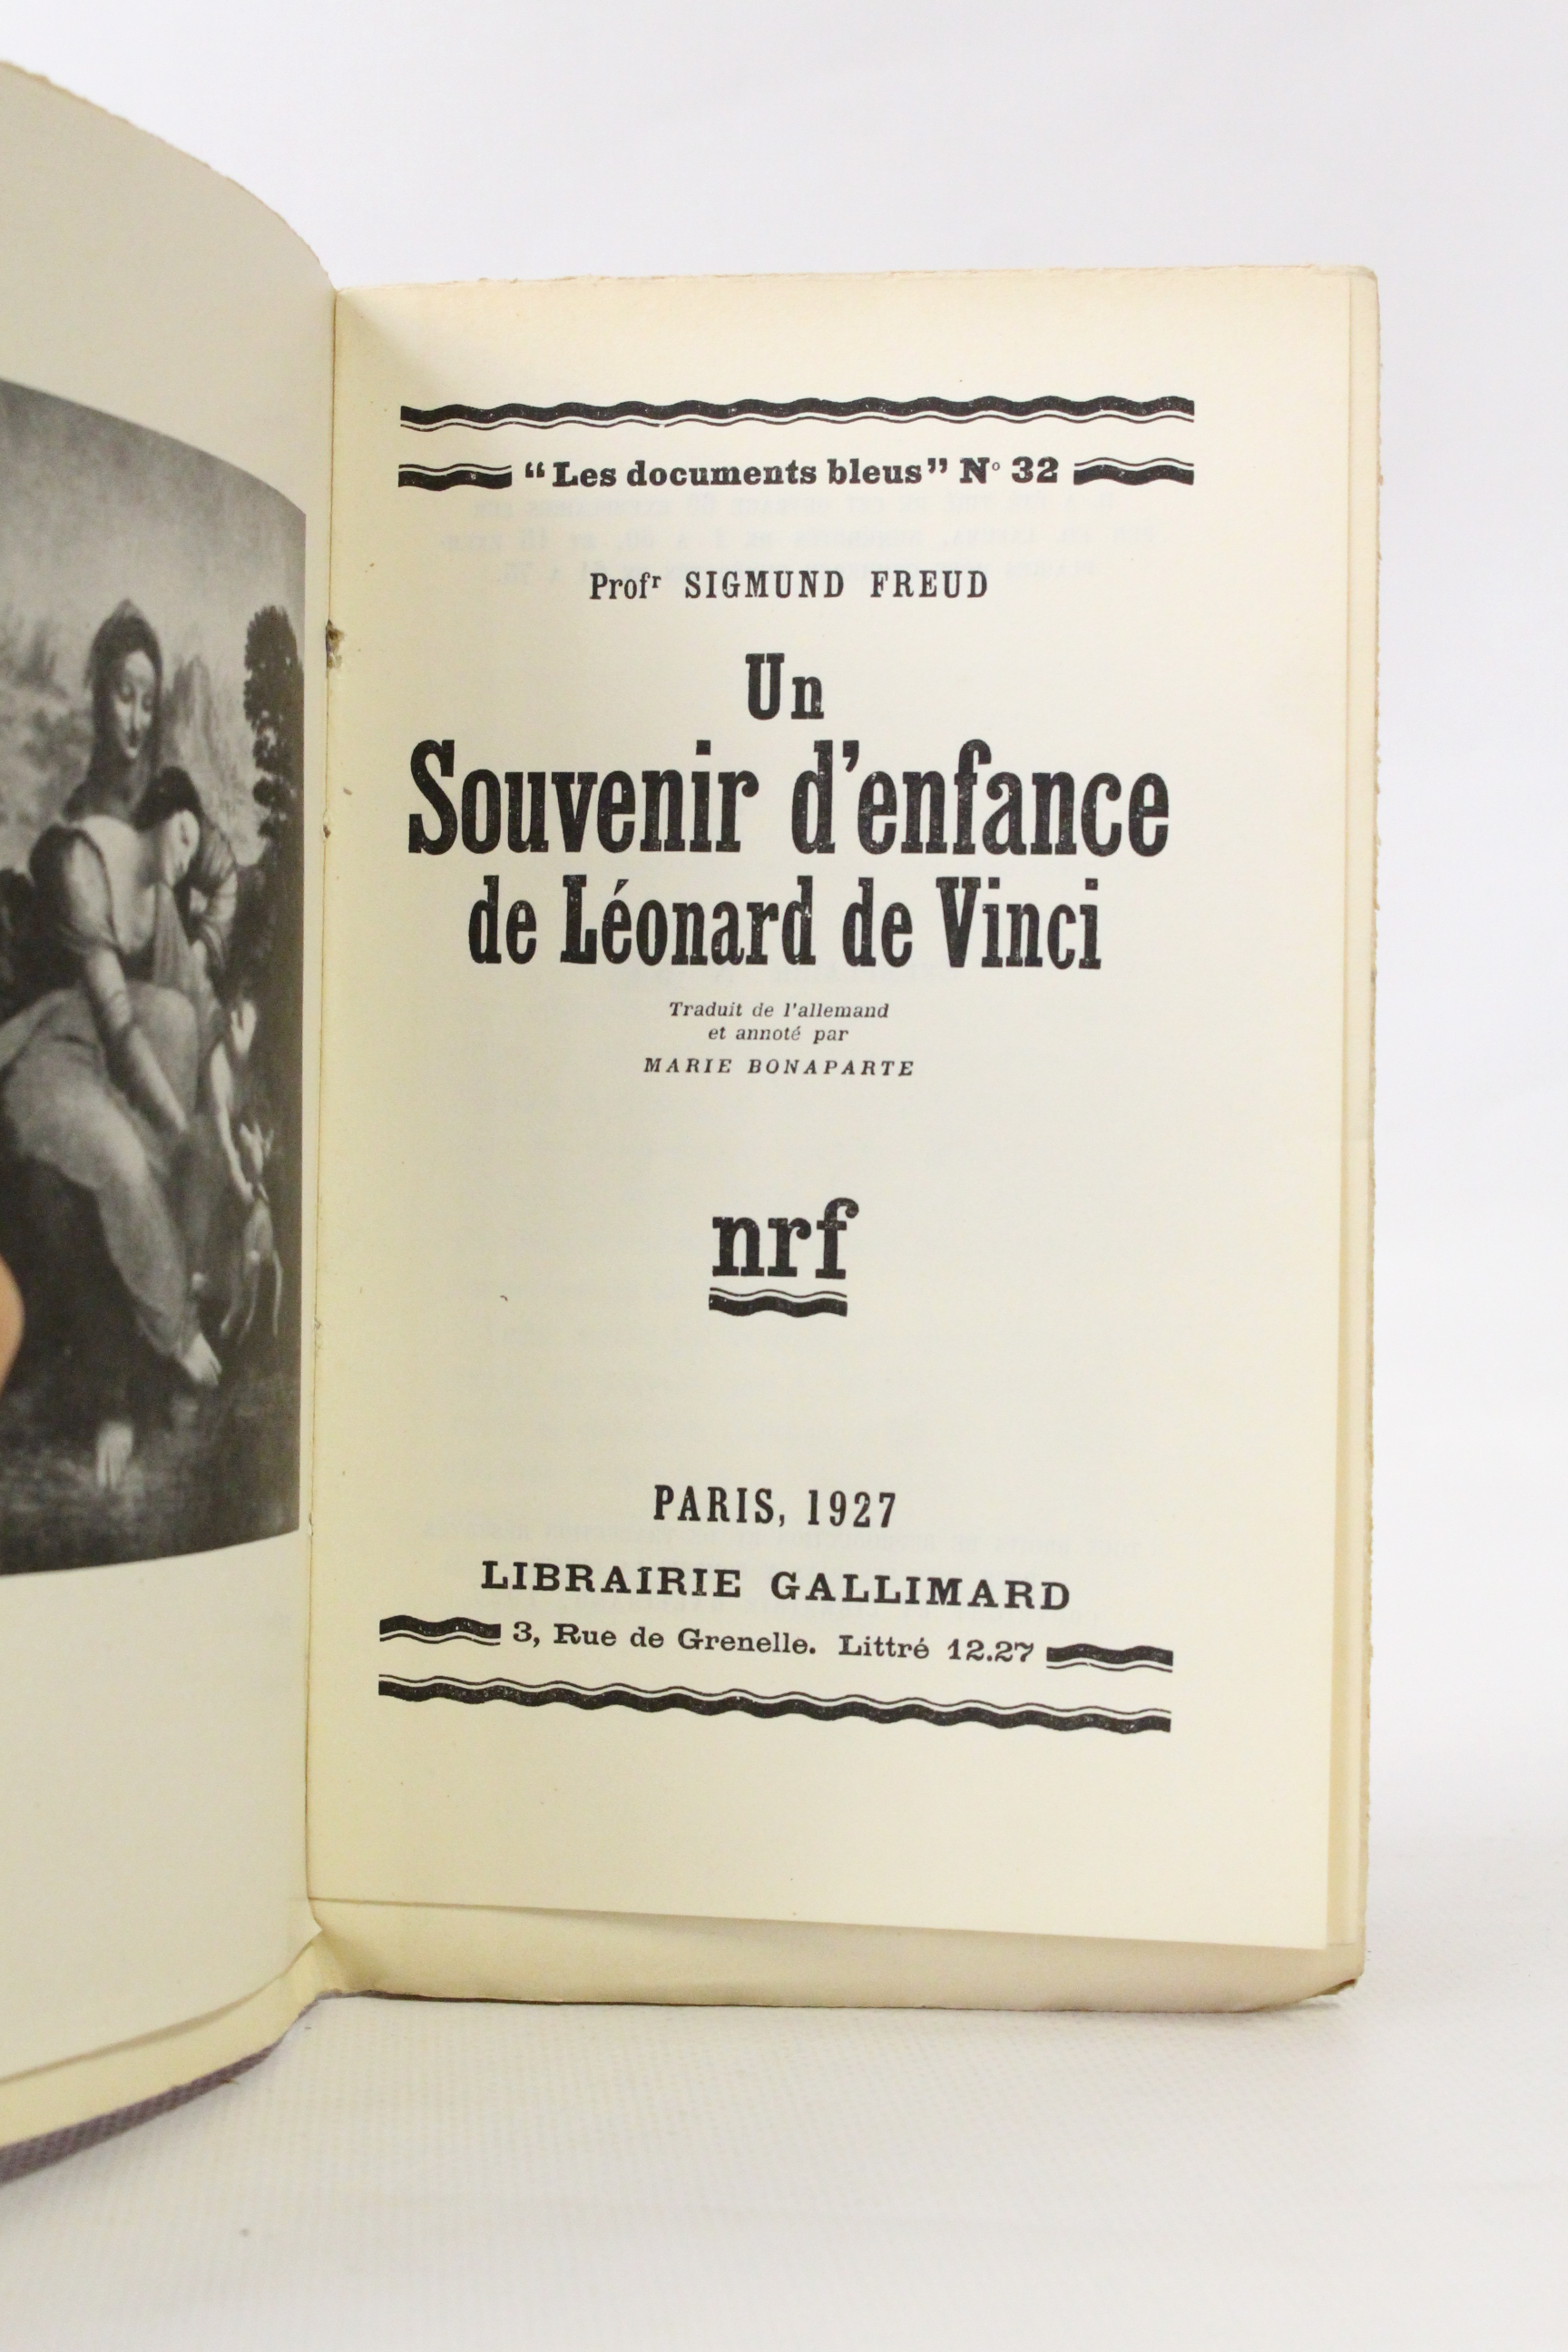 “Les documents bleus” N° 32
Profʳ SIGMUND FREUD
Un
Souvenir d'enfance
de Léonard de Vinci
Traduit de l'allemand
et annoté par
MARIE BONAPARTE
nrf
PARIS, 1927
LIBRAIRIE GALLIMARD
3, Rue de Grenelle. Littré 12.27